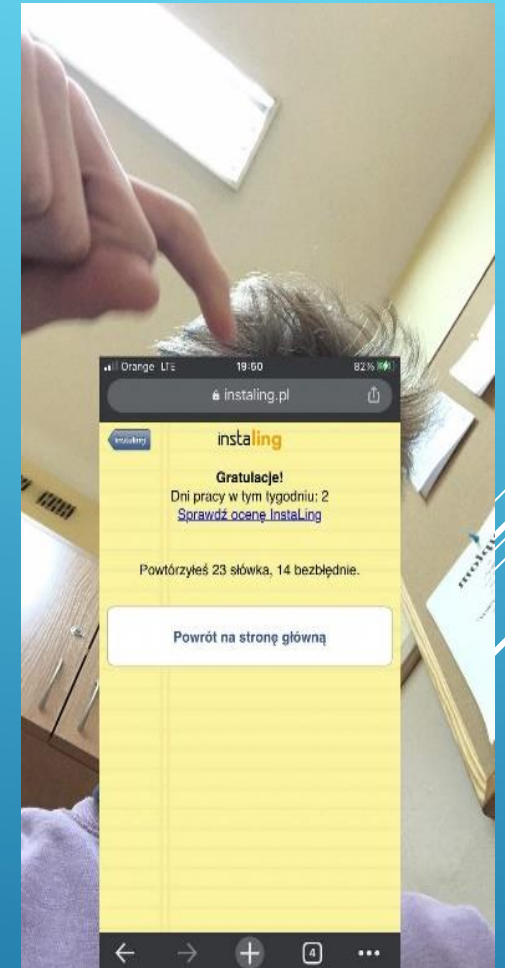 Orange LTE 19:50 82%
instaling.pl
instaling
instaling
Gratulacje!
Dni pracy w tym tygodniu: 2
Sprawdź ocenę InstaLing
Powtórzyłeś 23 słówka, 14 bezbłędnie.
Powrót na stronę główną
4